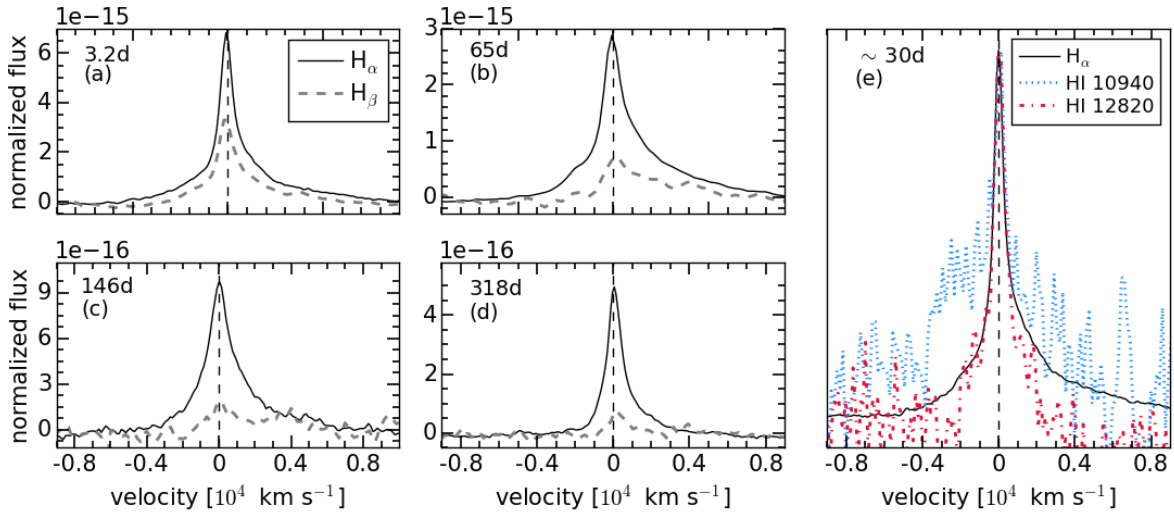 1e−15
normalized flux
6
4
2
0
3.2d
(a)
Hα
Hβ
1e−15
3
2
1
0
65d
(b)
~ 30d
(e)
Hα
HI 10940
HI 12820
1e−16
normalized flux
9
6
3
0
146d
(c)
-0.8 -0.4 0 0.4 0.8
velocity [10⁴ km s⁻¹]
1e−16
4
2
0
318d
(d)
-0.8 -0.4 0 0.4 0.8
velocity [10⁴ km s⁻¹]
-0.8 -0.4 0 0.4 0.8
velocity [10⁴ km s⁻¹]